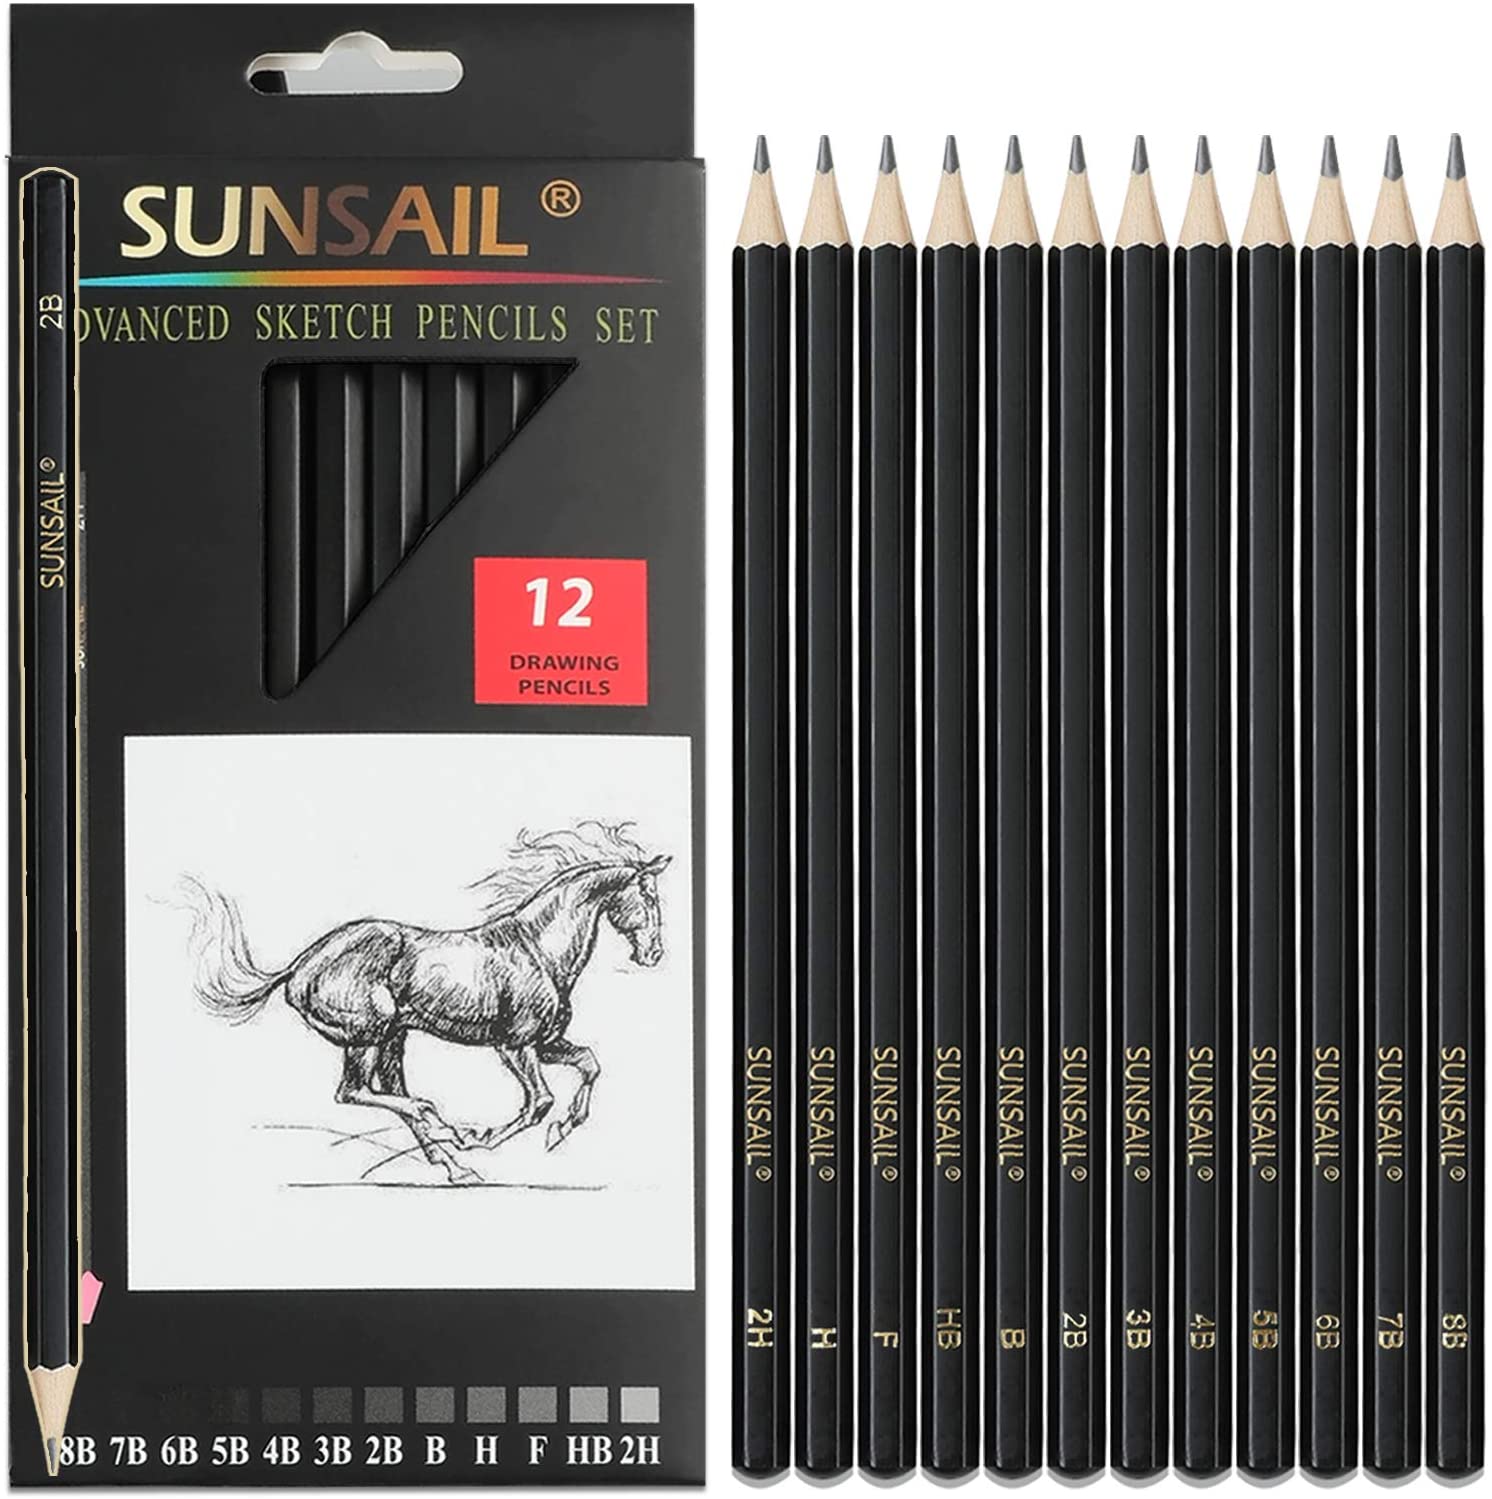 SUNSAIL®
DVANCED SKETCH PENCILS SET
2B
SUNSAIL®
12
DRAWING
PENCILS
8B 7B 6B 5B 4B 3B 2B B H F HB 2H
SUNSAIL® 2H
SUNSAIL® H
SUNSAIL® F
SUNSAIL® HB
SUNSAIL® B
SUNSAIL® 2B
SUNSAIL® 3B
SUNSAIL® 4B
SUNSAIL® 5B
SUNSAIL® 6B
SUNSAIL® 7B
SUNSAIL® 8B